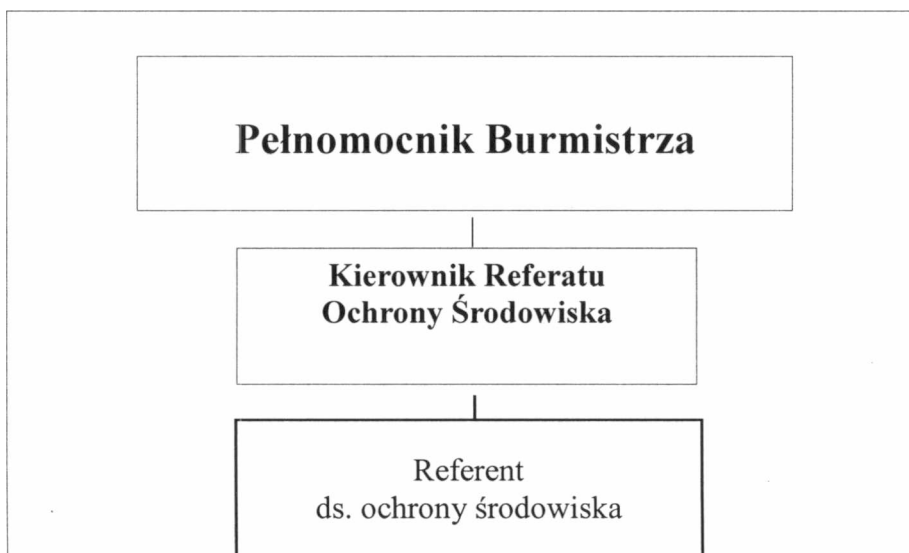 Pełnomocnik Burmistrza
Kierownik Referatu
Ochrony Środowiska
Referent
ds. ochrony środowiska